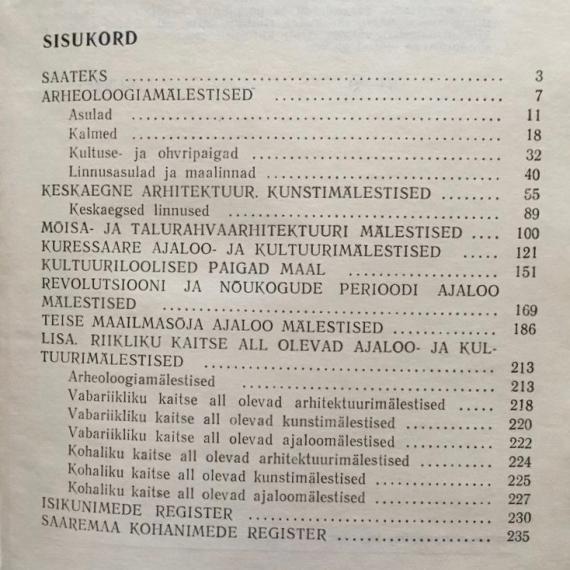 SISUKORD
SAATEKS ........................................ 3
ARHEOLOOGIAMÄLESTISED ........................ 7
Asulad ........................................ 11
Kalmed ........................................ 18
Kultuse- ja ohvripaigad ........................ 32
Linnusasulad ja maalinnad ...................... 40
KESKAEGNE ARHITEKTUUR. KUNSTIMÄLESTISED ........ 55
Keskaegsed linnused ........................... 89
MÕISA- JA TALURAHVAARHITEKTUURI MÄLESTISED .... 100
KURESSAARE AJALOO- JA KULTUURIMÄLESTISED ...... 121
KULTUURILOOLISED PAIGAD MAAL .................. 151
REVOLUTSIOONI JA NÕUKOGUDE PERIOODI AJALOO
MÄLESTISED .................................... 169
TEISE MAAILMASÕJA AJALOO MÄLESTISED ............ 186
LISA. RIIKLIKU KAITSE ALL OLEVAD AJALOO- JA KUL-
TUURIMÄLESTISED ............................... 213
Arheoloogiamälestised ......................... 213
Vabariikliku kaitse all olevad arhitektuurimälestised ..... 218
Vabariikliku kaitse all olevad kunstimälestised .......... 220
Vabariikliku kaitse all olevad ajaloomälestised .......... 222
Kohaliku kaitse all olevad arhitektuurimälestised ........ 224
Kohaliku kaitse all olevad kunstimälestised .............. 225
Kohaliku kaitse all olevad ajaloomälestised .............. 227
ISIKUNIMEDE REGISTER .......................... 230
SAAREMAA KOHANIMEDE REGISTER .................. 235